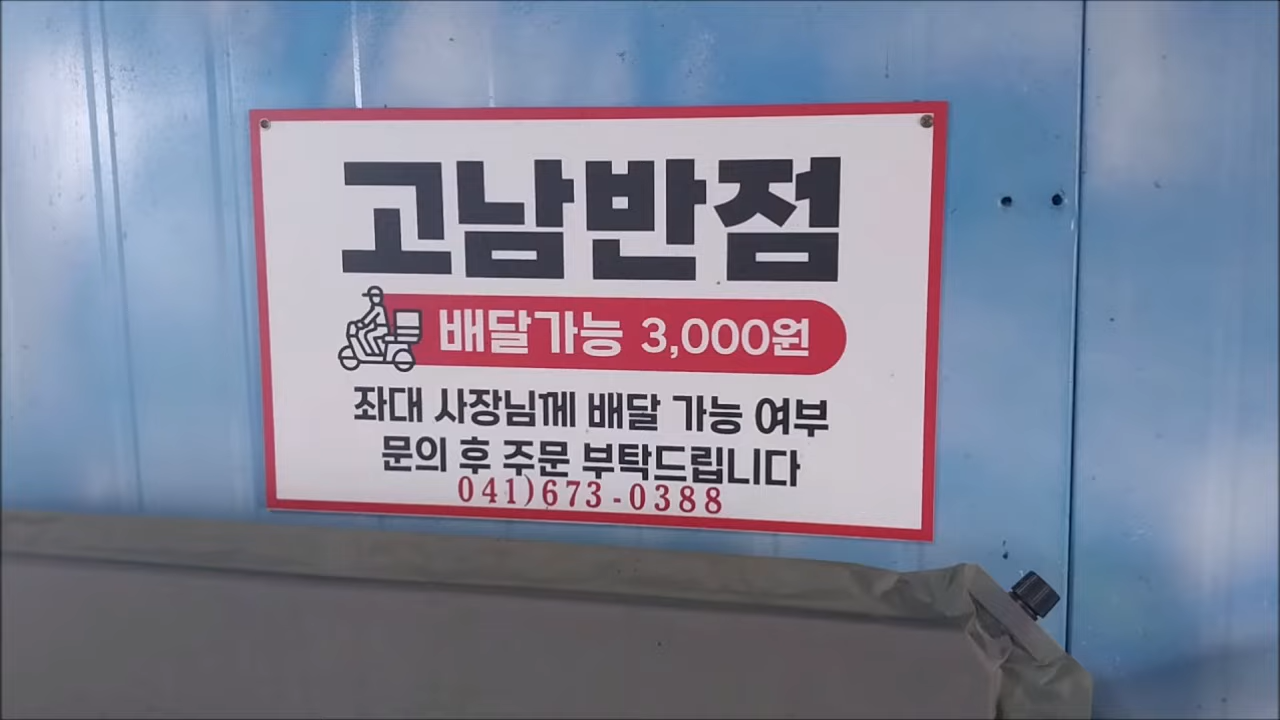 고남반점
배달가능 3,000원
좌대 사장님께 배달 가능 여부
문의 후 주문 부탁드립니다
041)673-0388